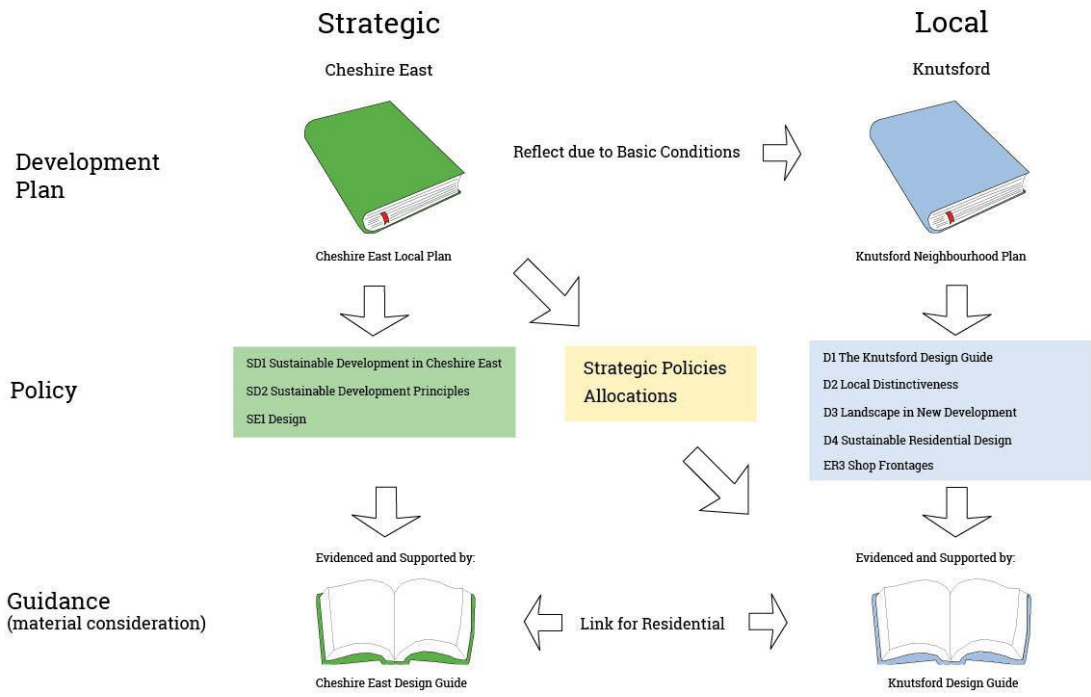 Strategic
Local
Cheshire East
Knutsford
Development
Plan
Reflect due to Basic Conditions
Cheshire East Local Plan
Knutsford Neighbourhood Plan
Policy
SD1 Sustainable Development in Cheshire East
SD2 Sustainable Development Principles
SE1 Design
Strategic Policies
Allocations
D1 The Knutsford Design Guide
D2 Local Distinctiveness
D3 Landscape in New Development
D4 Sustainable Residential Design
ER3 Shop Frontages
Evidenced and Supported by:
Evidenced and Supported by:
Guidance
(material consideration)
Link for Residential
Cheshire East Design Guide
Knutsford Design Guide